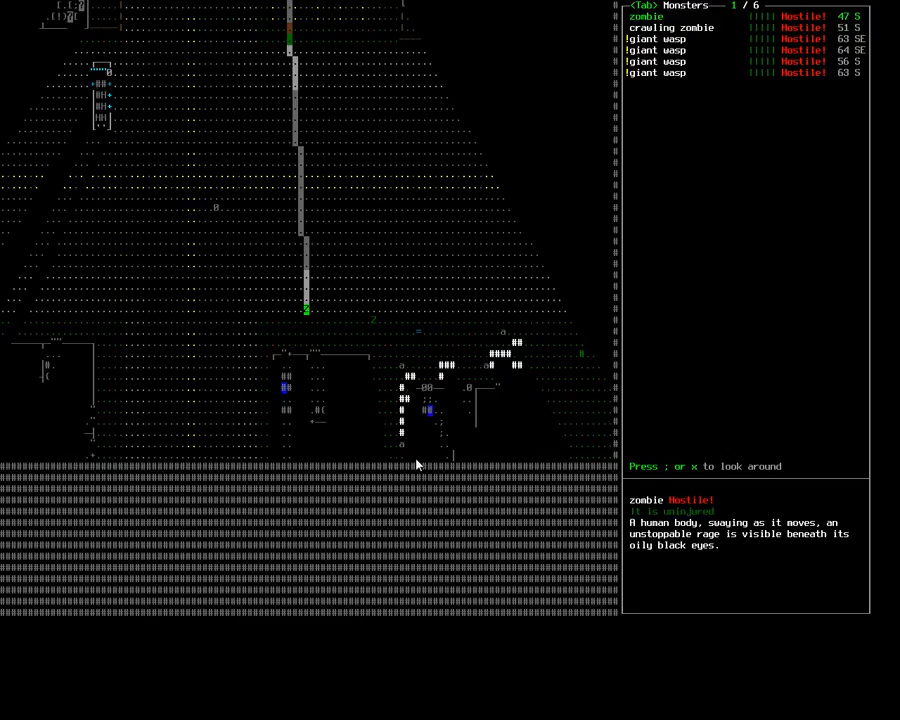 <Tab> Monsters 1 / 6
zombie ||||| Hostile! 47 S
crawling zombie ||||| Hostile! 51 S
!giant wasp ||||| Hostile! 63 SE
!giant wasp ||||| Hostile! 64 SE
!giant wasp ||||| Hostile! 56 S
!giant wasp ||||| Hostile! 63 S
Press ; or x to look around
zombie Hostile!
It is uninjured
A human body, swaying as it moves, an
unstoppable rage is visible beneath its
oily black eyes.